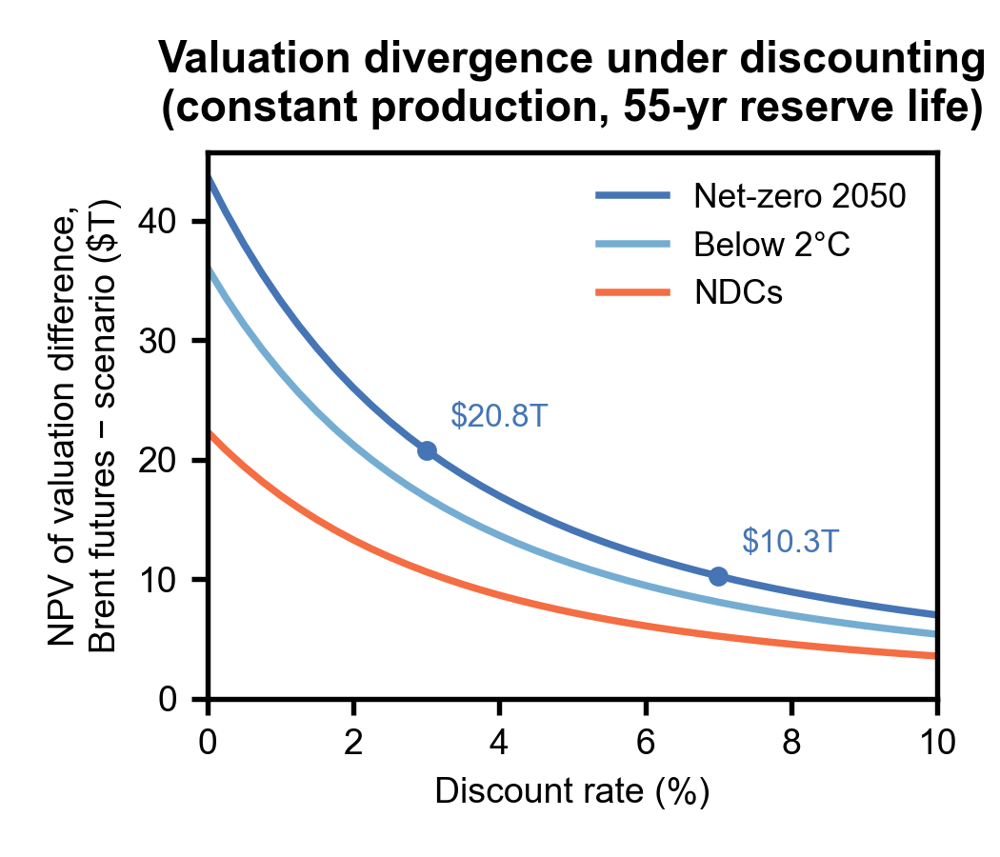 Valuation divergence under discounting
(constant production, 55-yr reserve life)
NPV of valuation difference,
Brent futures − scenario ($T)
40
30
20
10
0
Net-zero 2050
Below 2°C
NDCs
$20.8T
$10.3T
0 2 4 6 8 10
Discount rate (%)